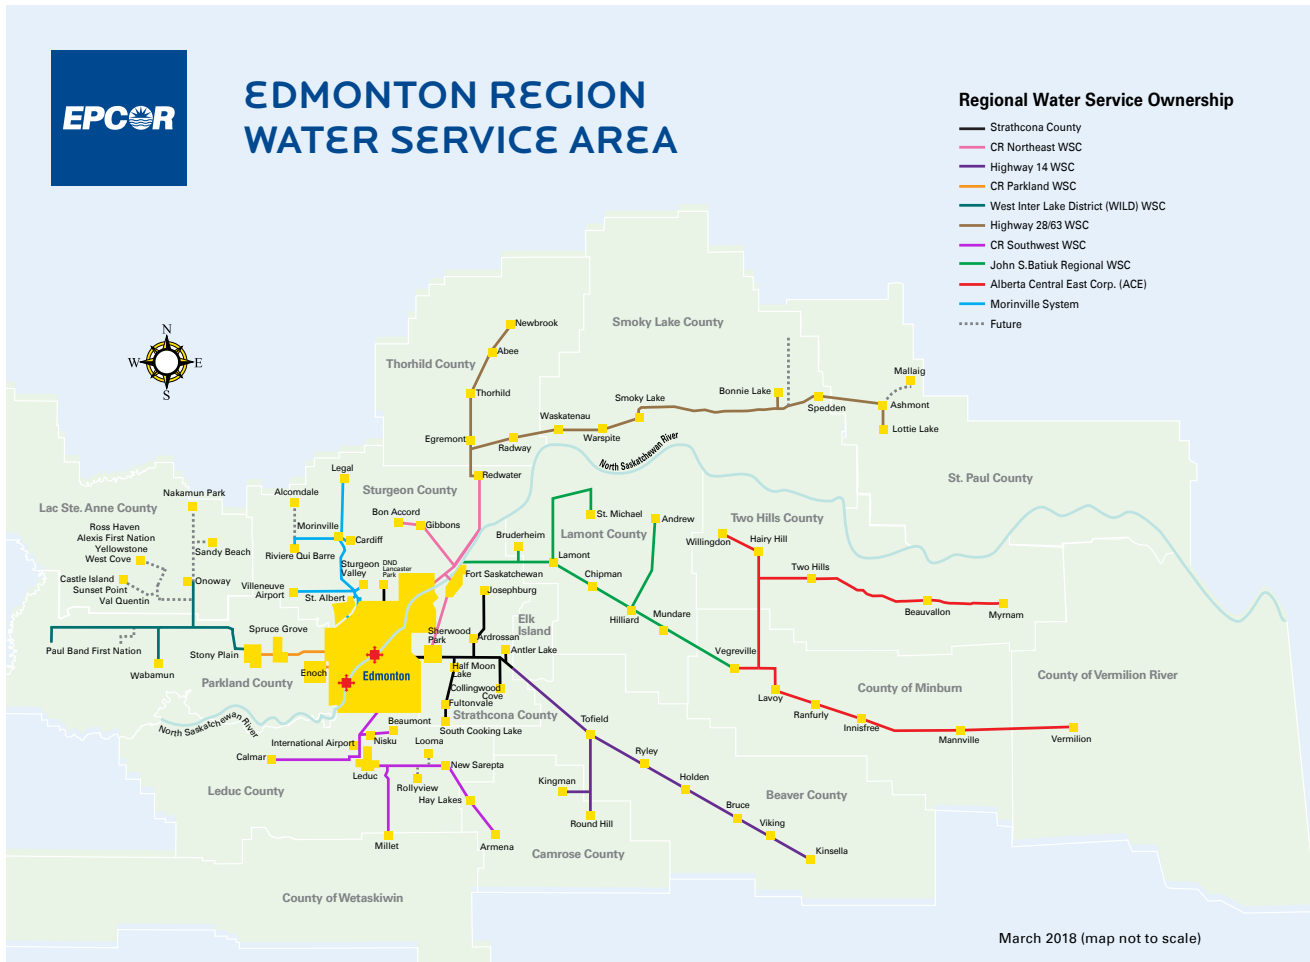 EPCOR
EDMONTON REGION
WATER SERVICE AREA
Regional Water Service Ownership
Strathcona County
CR Northeast WSC
Highway 14 WSC
CR Parkland WSC
West Inter Lake District (WILD) WSC
Highway 28/63 WSC
CR Southwest WSC
John S.Batiuk Regional WSC
Alberta Central East Corp. (ACE)
Morinville System
Future
N
W
E
S
Newbrook
Smoky Lake County
Abee
Thorhild County
Mallaig
Thorhild
Bonnie Lake
Smoky Lake
Spedden
Ashmont
Waskatenau
Lottie Lake
Egremont
Radway
Warspite
North Saskatchewan River
Legal
Redwater
St. Paul County
Nakamun Park
Alcomdale
Sturgeon County
Lac Ste. Anne County
Bon Accord
St. Michael
Andrew
Two Hills County
Ross Haven
Alexis First Nation
Yellowstone
West Cove
Morinville
Gibbons
Lamont County
Willingdon
Hairy Hill
Cardiff
Bruderheim
Sandy Beach
Riviere Qui Barre
Lamont
Sturgeon
Valley
DND
Lancaster
Park
Fort Saskatchewan
Two Hills
Castle Island
Sunset Point
Val Quentin
Onoway
Villeneuve
Airport
St. Albert
Josephburg
Chipman
Beauvallon
Myrnam
Hilliard
Mundare
Elk
Island
Spruce Grove
Sherwood
Park
Ardrossan
Paul Band First Nation
Stony Plain
Antler Lake
Vegreville
Wabamun
Enoch
Edmonton
Half Moon
Lake
Parkland County
Collingwood
Cove
County of Minburn
County of Vermilion River
Lavoy
Fultonvale
Ranfurly
Strathcona County
North Saskatchewan River
Beaumont
Tofield
Innisfree
South Cooking Lake
International Airport
Nisku
Looma
Mannville
Vermilion
Calmar
Ryley
Leduc
New Sarepta
Leduc County
Rollyview
Kingman
Holden
Hay Lakes
Beaver County
Bruce
Round Hill
Viking
Millet
Armena
Camrose County
Kinsella
County of Wetaskiwin
March 2018 (map not to scale)